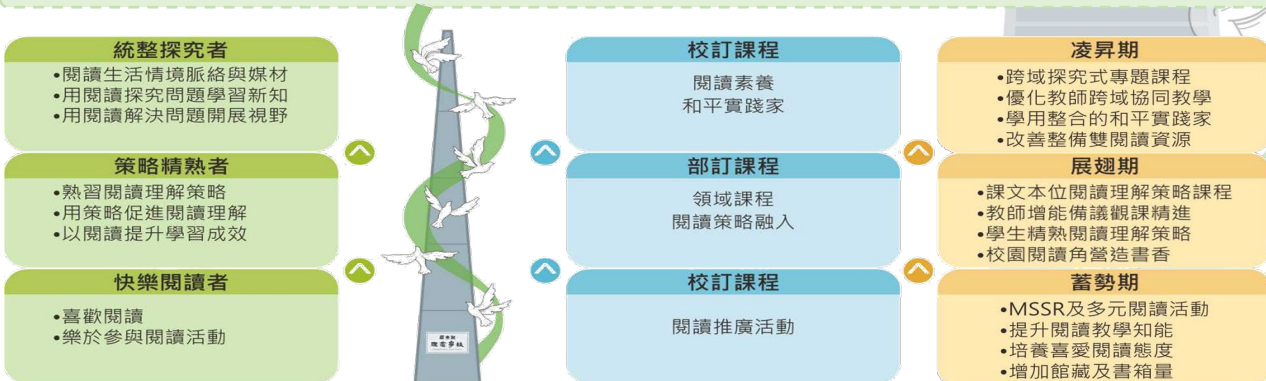 統整探究者
•閱讀生活情境脈絡與媒材
•用閱讀探究問題學習新知
•用閱讀解決問題開展視野
策略精熟者
•熟習閱讀理解策略
•用策略促進閱讀理解
•以閱讀提升學習成效
快樂閱讀者
•喜歡閱讀
•樂於參與閱讀活動
校訂課程
閱讀素養
和平實踐家
部訂課程
領域課程
閱讀策略融入
校訂課程
閱讀推廣活動
凌昇期
•跨域探究式專題課程
•優化教師跨域協同教學
•學用整合的和平實踐家
•改善整備雙閱讀資源
展翅期
•課文本位閱讀理解策略課程
•教師增能備議觀課精進
•學生精熟閱讀理解策略
•校園閱讀角營造書香
蓄勢期
•MSSR及多元閱讀活動
•提升閱讀教學知能
•培養喜愛閱讀態度
•增加館藏及書箱量